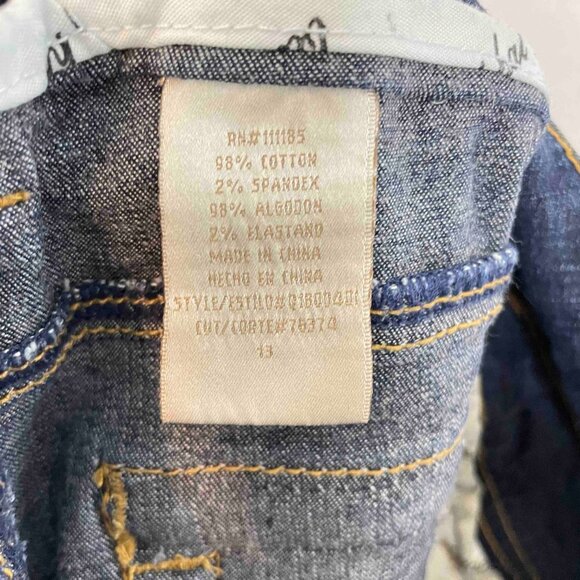 RN#111185
98% COTTON
2% SPANDEX
98% ALGODON
2% ELASTANO
MADE IN CHINA
HECHO EN CHINA
CUT/CORTE#78374
13